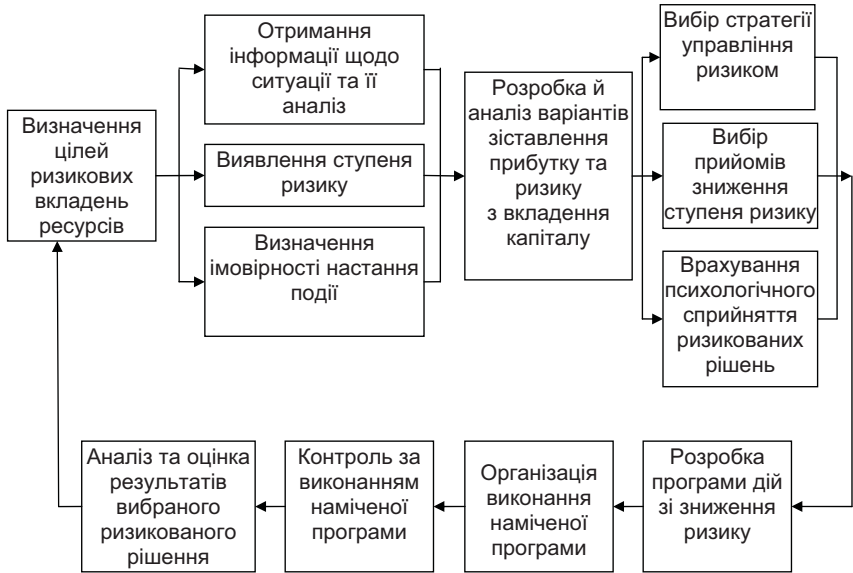 Визначення
цілей
ризикових
вкладень
ресурсів
Отримання
інформації щодо
ситуації та її
аналіз
Виявлення ступеня
ризику
Визначення
імовірності настання
події
Розробка й
аналіз варіантів
зіставлення
прибутку та
ризику
з вкладення
капіталу
Вибір стратегії
управління
ризиком
Вибір
прийомів
зниження
ступеня ризику
Врахування
психологічного
сприйняття
ризикованих
рішень
Розробка
програми дій
зі зниження
ризику
Організація
виконання
наміченої
програми
Контроль за
виконанням
наміченої
програми
Аналіз та оцінка
результатів
вибраного
ризикованого
рішення